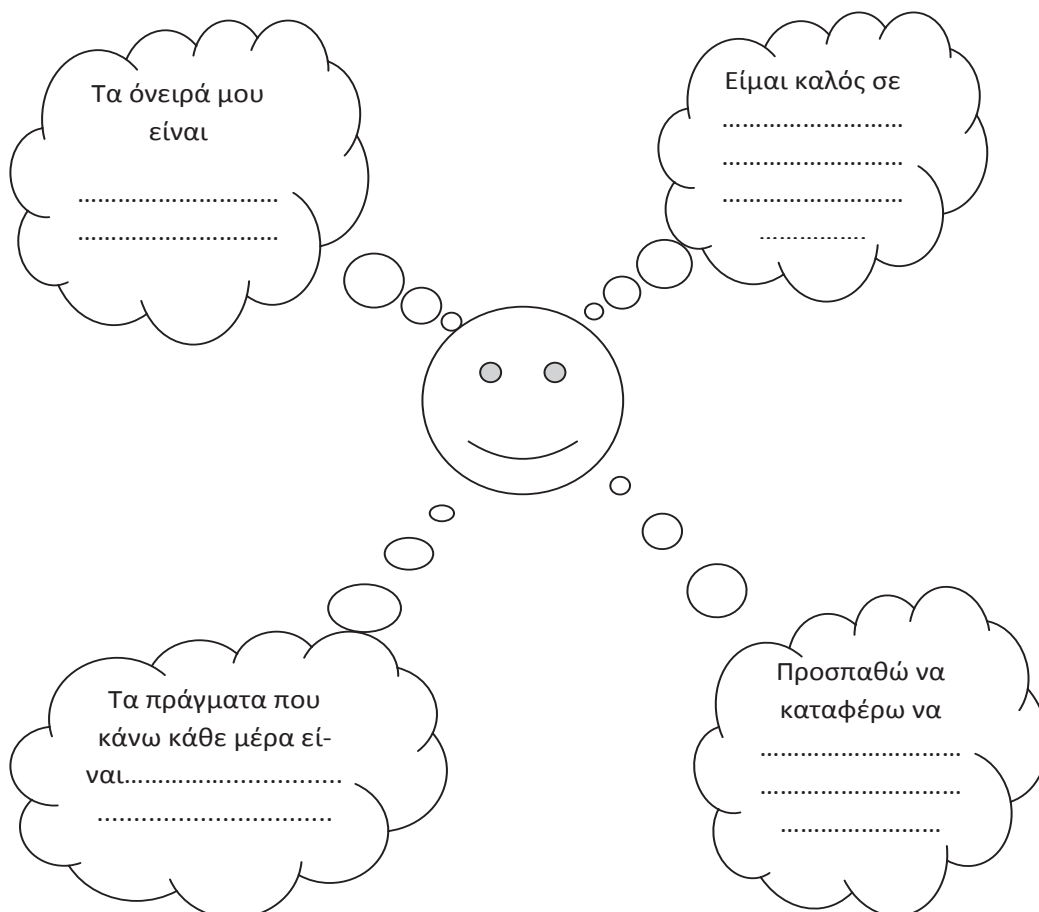 Τα όνειρά μου
είναι
................................
................................
Είμαι καλός σε
.............................
.............................
.............................
.................
Τα πράγματα που
κάνω κάθε μέρα εί-
ναι...................................
.....................................
Προσπαθώ να
καταφέρω να
................................
................................
.........................